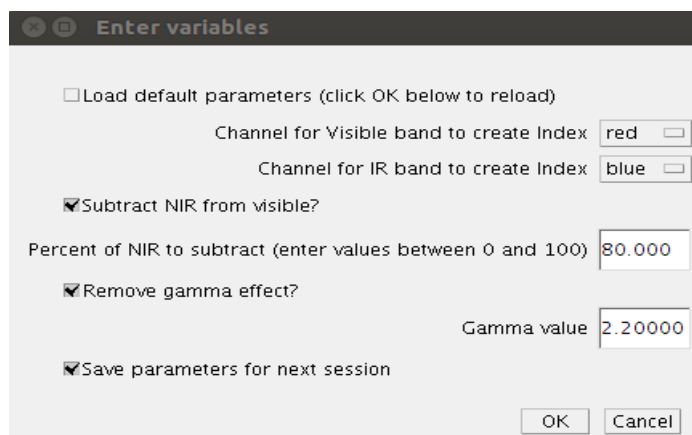 Enter variables
Load default parameters (click OK below to reload)
Channel for Visible band to create Index red
Channel for IR band to create Index blue
Subtract NIR from visible?
Percent of NIR to subtract (enter values between 0 and 100) 80.000
Remove gamma effect?
Gamma value 2.20000
Save parameters for next session
OK Cancel